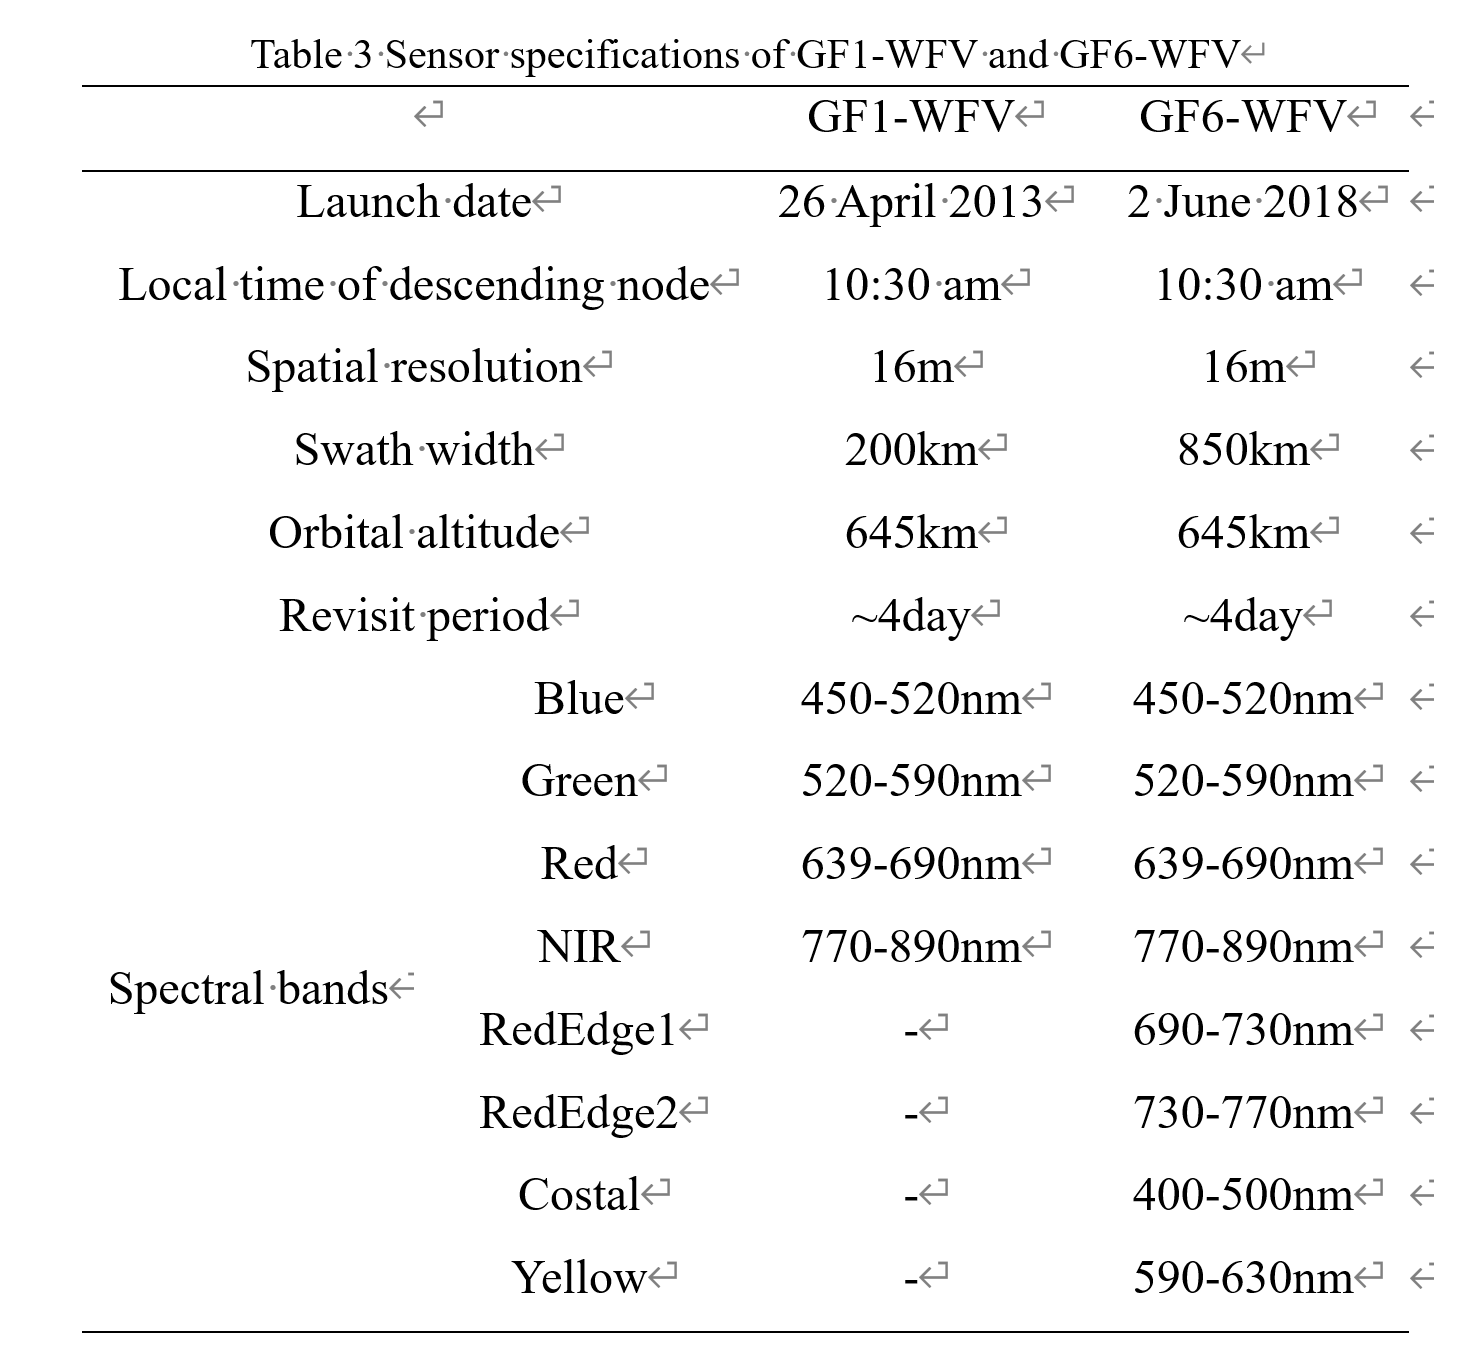 Table 3 Sensor specifications of GF1-WFV and GF6-WFV
GF1-WFV GF6-WFV
Launch date 26 April 2013 2 June 2018
Local time of descending node 10:30 am 10:30 am
Spatial resolution 16m 16m
Swath width 200km 850km
Orbital altitude 645km 645km
Revisit period ~4day ~4day
Spectral bands
Blue 450-520nm 450-520nm
Green 520-590nm 520-590nm
Red 639-690nm 639-690nm
NIR 770-890nm 770-890nm
RedEdge1 - 690-730nm
RedEdge2 - 730-770nm
Costal - 400-500nm
Yellow - 590-630nm